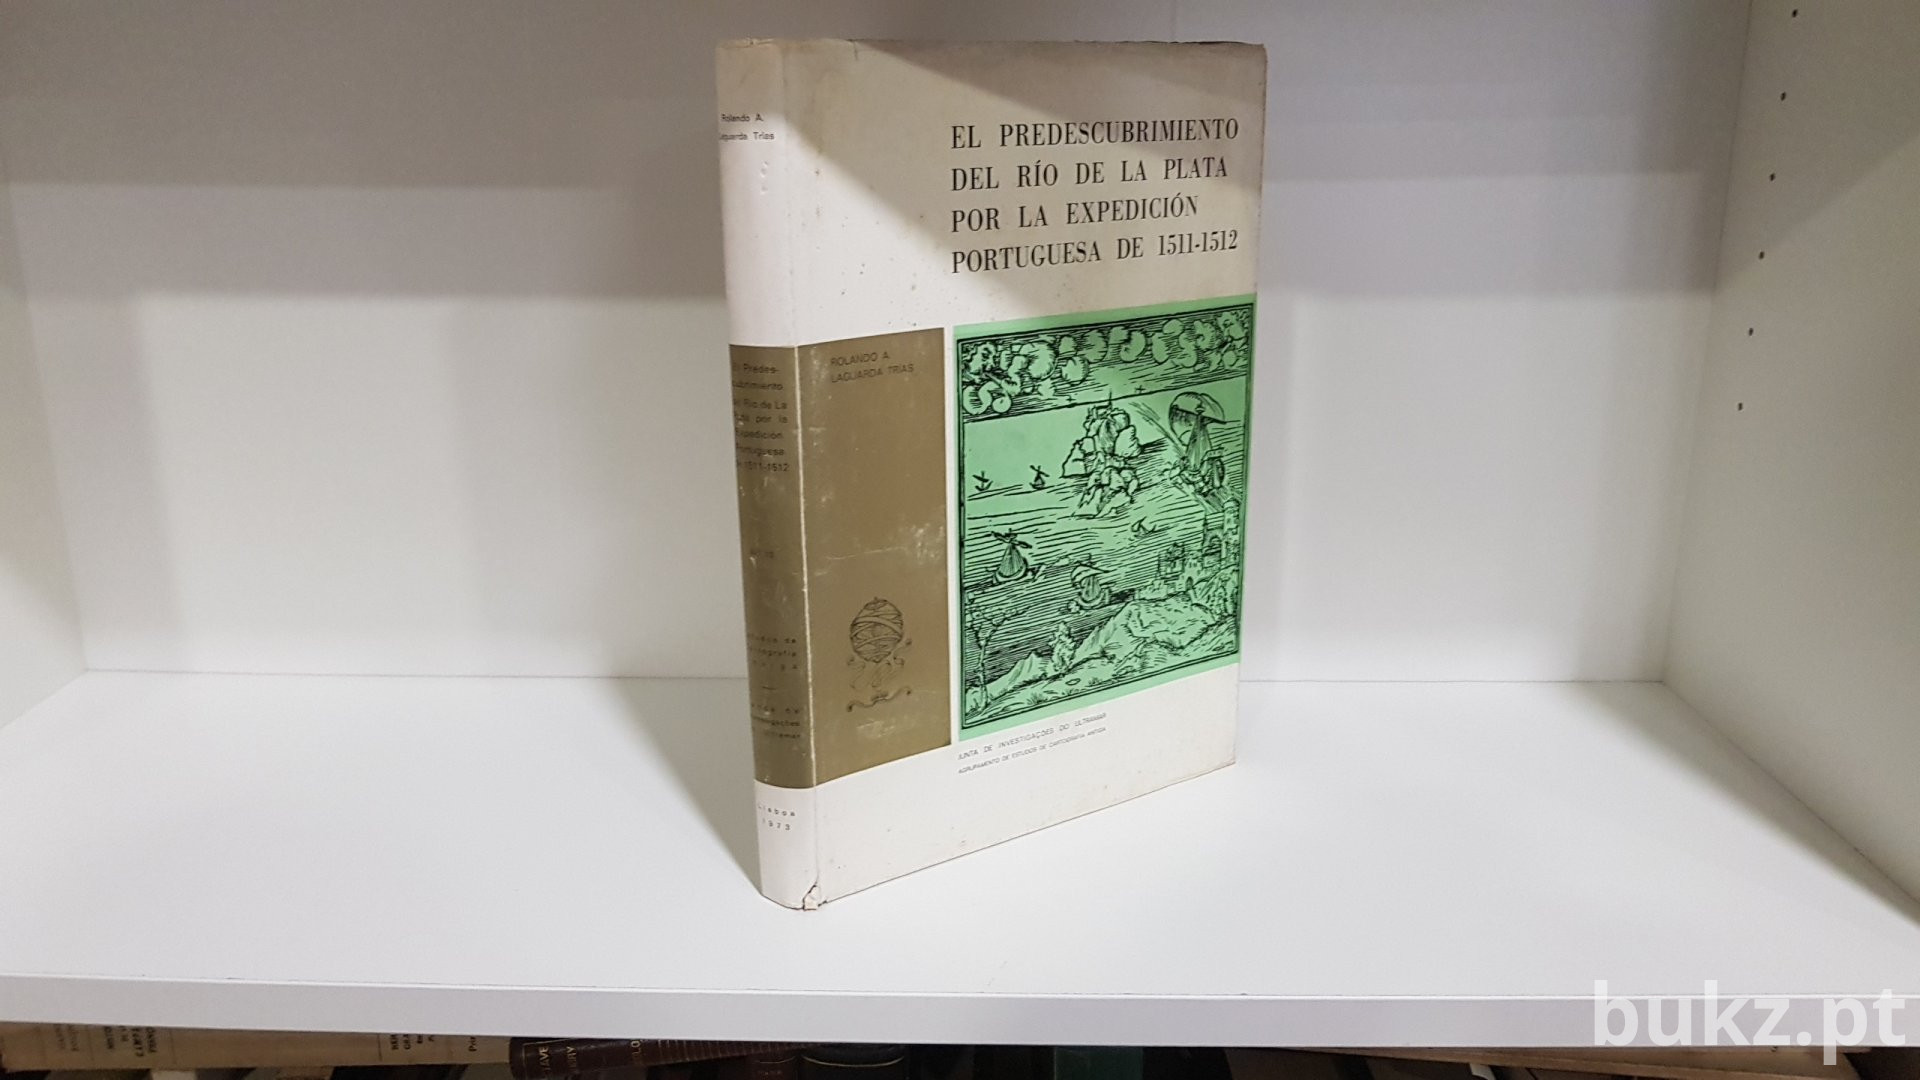 Rolando A.
Laguarda Trías
EL PREDESCUBRIMIENTO
DEL RÍO DE LA PLATA
POR LA EXPEDICIÓN
PORTUGUESA DE 1511-1512
ROLANDO A.
LAGUARDA TRÍAS
El Predes-
cubrimiento
del Río de La
Plata por la
Expedición
Portuguesa
de 1511-1512
JUNTA DE INVESTIGAÇÕES DO ULTRAMAR
AGRUPAMENTO DE ESTUDOS DE CARTOGRAFIA ANTIGA
Lisboa
1973
bukz.pt